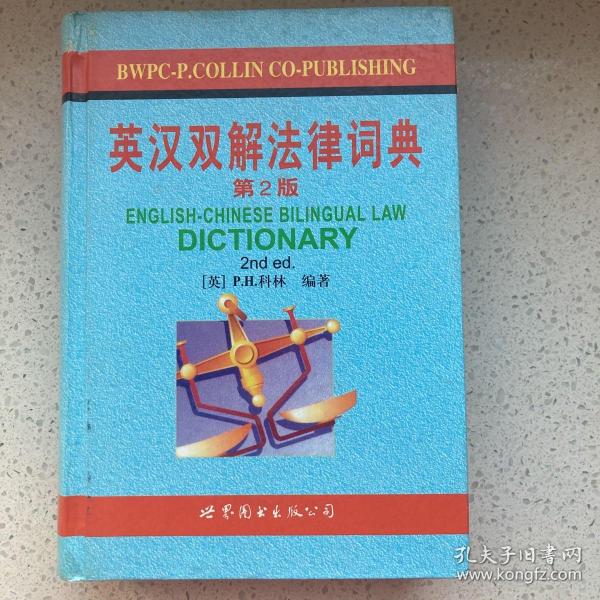 BWPC-P.COLLIN CO-PUBLISHING
英汉双解法律词典
第2版
ENGLISH-CHINESE BILINGUAL LAW
DICTIONARY
2nd ed.
[英] P.H.科林 编著
世界图书出版公司
孔夫子旧书网
www.kongfz.com